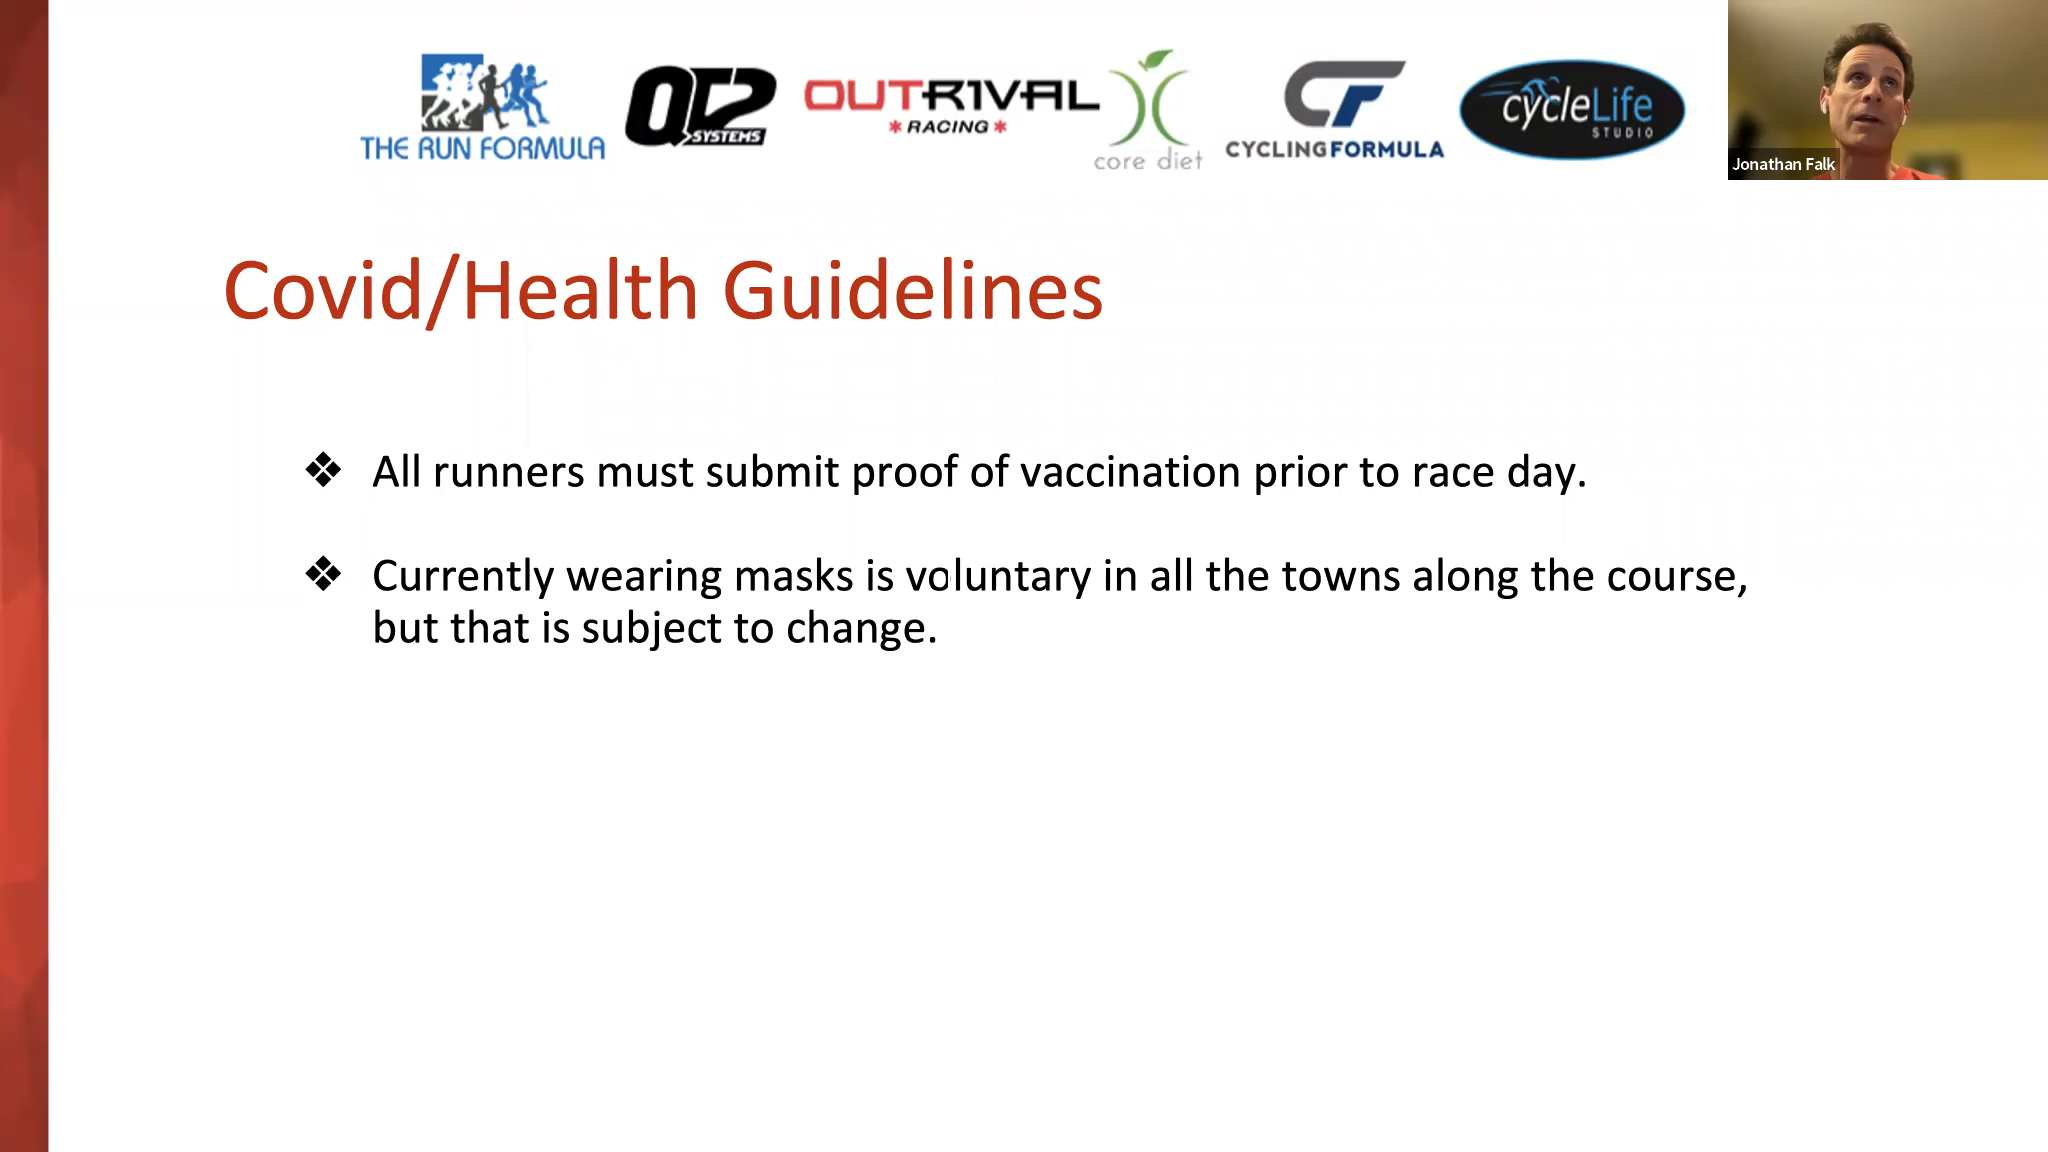 THE RUN FORMULA
QT2
SYSTEMS
OUTRIVAL
RACING
core diet
CYCLINGFORMULA
cycleLife
STUDIO
Jonathan Falk
Covid/Health Guidelines
❖ All runners must submit proof of vaccination prior to race day.
❖ Currently wearing masks is voluntary in all the towns along the course,
but that is subject to change.